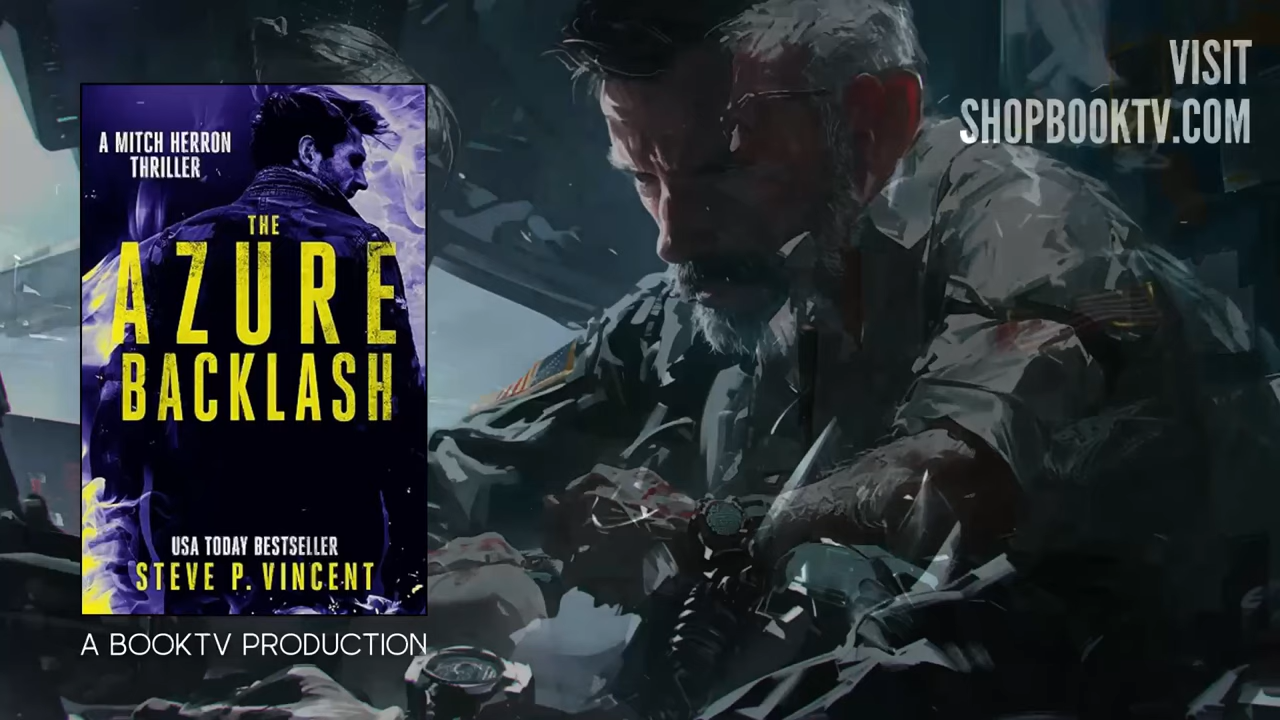 A MITCH HERRON
THRILLER
THE
AZURE
BACKLASH
USA TODAY BESTSELLER
STEVE P. VINCENT
A BOOKTV PRODUCTION
VISIT
SHOPBOOKTV.COM